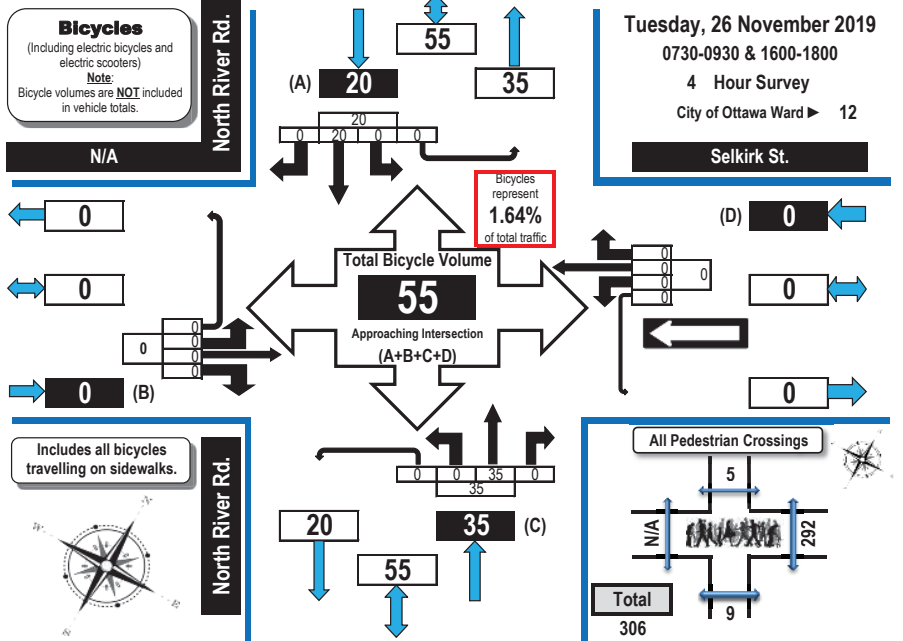 Bicycles
(Including electric bicycles and
electric scooters)
Note:
Bicycle volumes are NOT included
in vehicle totals.
North River Rd.
N/A
55
(A) 20
35
20
0 20 0 0
Tuesday, 26 November 2019
0730-0930 & 1600-1800
4 Hour Survey
City of Ottawa Ward ► 12
Selkirk St.
Bicycles
represent
1.64%
of total traffic
0
0
0
0
0
0
0
0 (B)
Total Bicycle Volume
55
Approaching Intersection
(A+B+C+D)
(D) 0
0
0
0
0
0
0
0
0
0 0 35 0
35
20
35 (C)
55
Includes all bicycles
travelling on sidewalks.
N
W
E
S
North River Rd.
All Pedestrian Crossings
5
N/A
292
9
Total
306